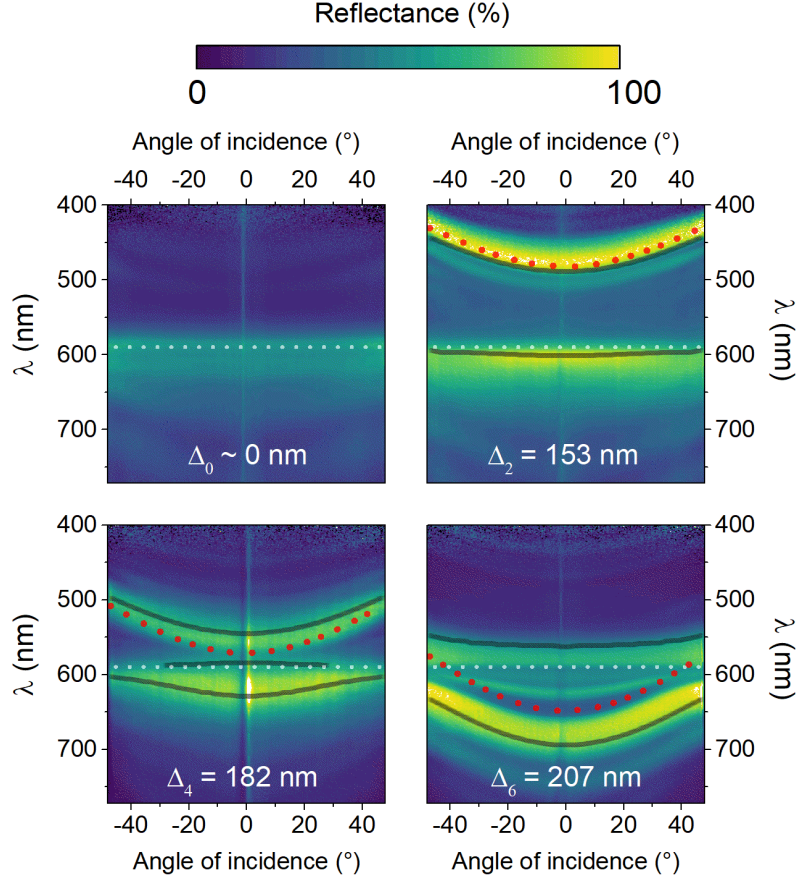 Reflectance (%)
0 100
Angle of incidence (°) Angle of incidence (°)
-40 -20 0 20 40 -40 -20 0 20 40
400 400
500 500
λ (nm) λ (nm)
600 600
700 700
Δ0 ~ 0 nm Δ2 = 153 nm
400 400
500 500
λ (nm) λ (nm)
600 600
700 700
Δ4 = 182 nm Δ6 = 207 nm
-40 -20 0 20 40 -40 -20 0 20 40
Angle of incidence (°) Angle of incidence (°)